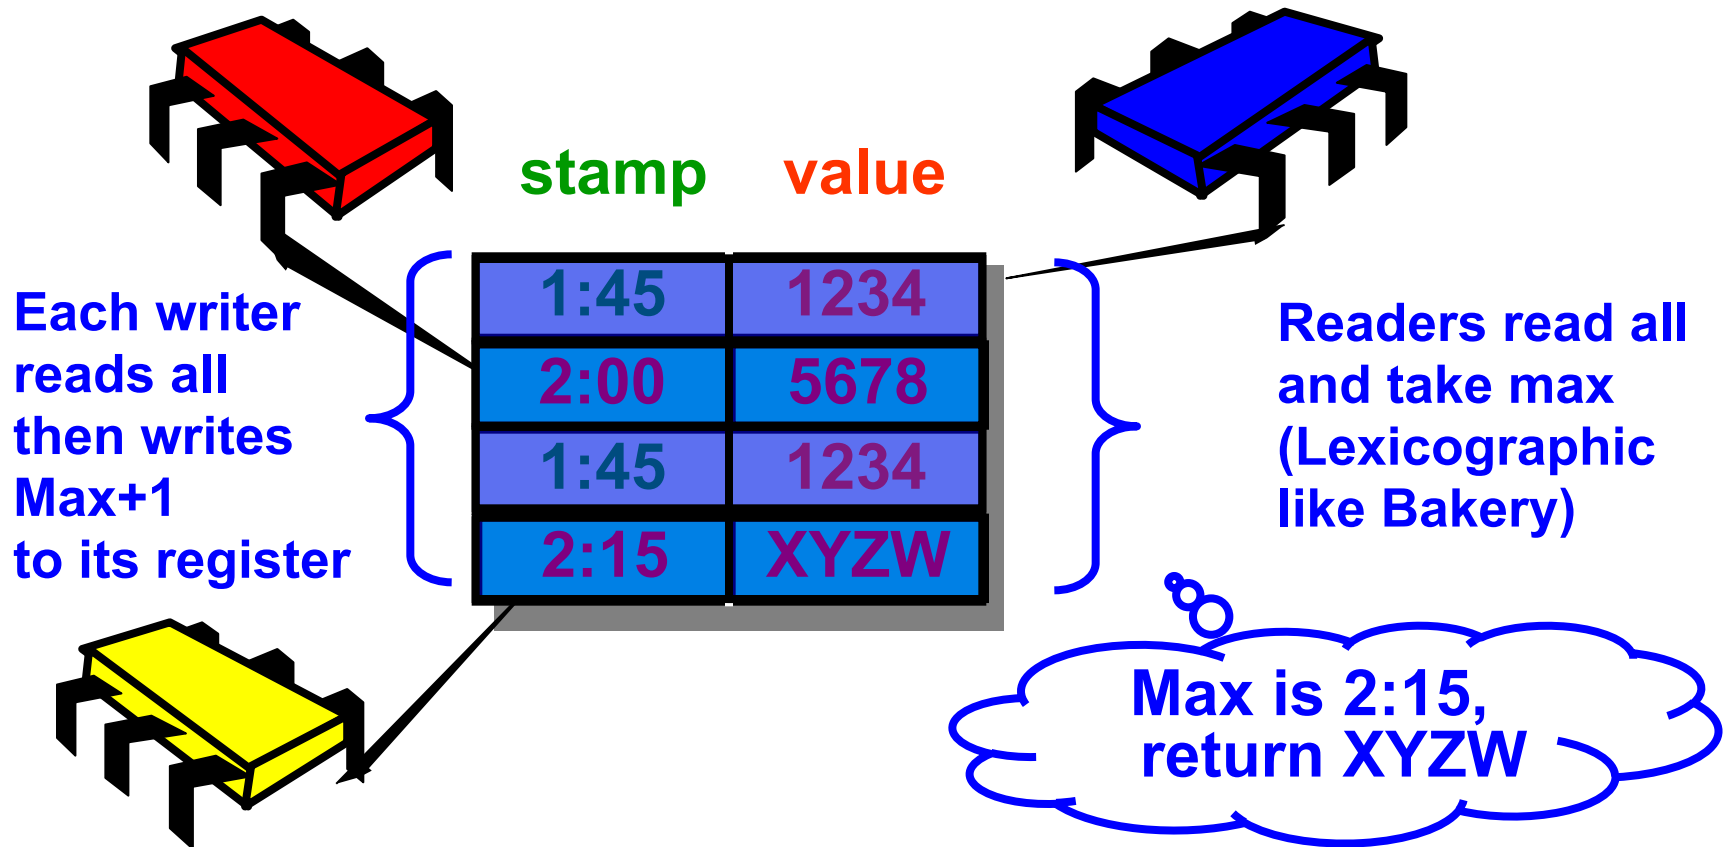 stamp value
Each writer
reads all
then writes
Max+1
to its register
1:45 1234
2:00 5678
1:45 1234
2:15 XYZW
Readers read all
and take max
(Lexicographic
like Bakery)
Max is 2:15,
return XYZW